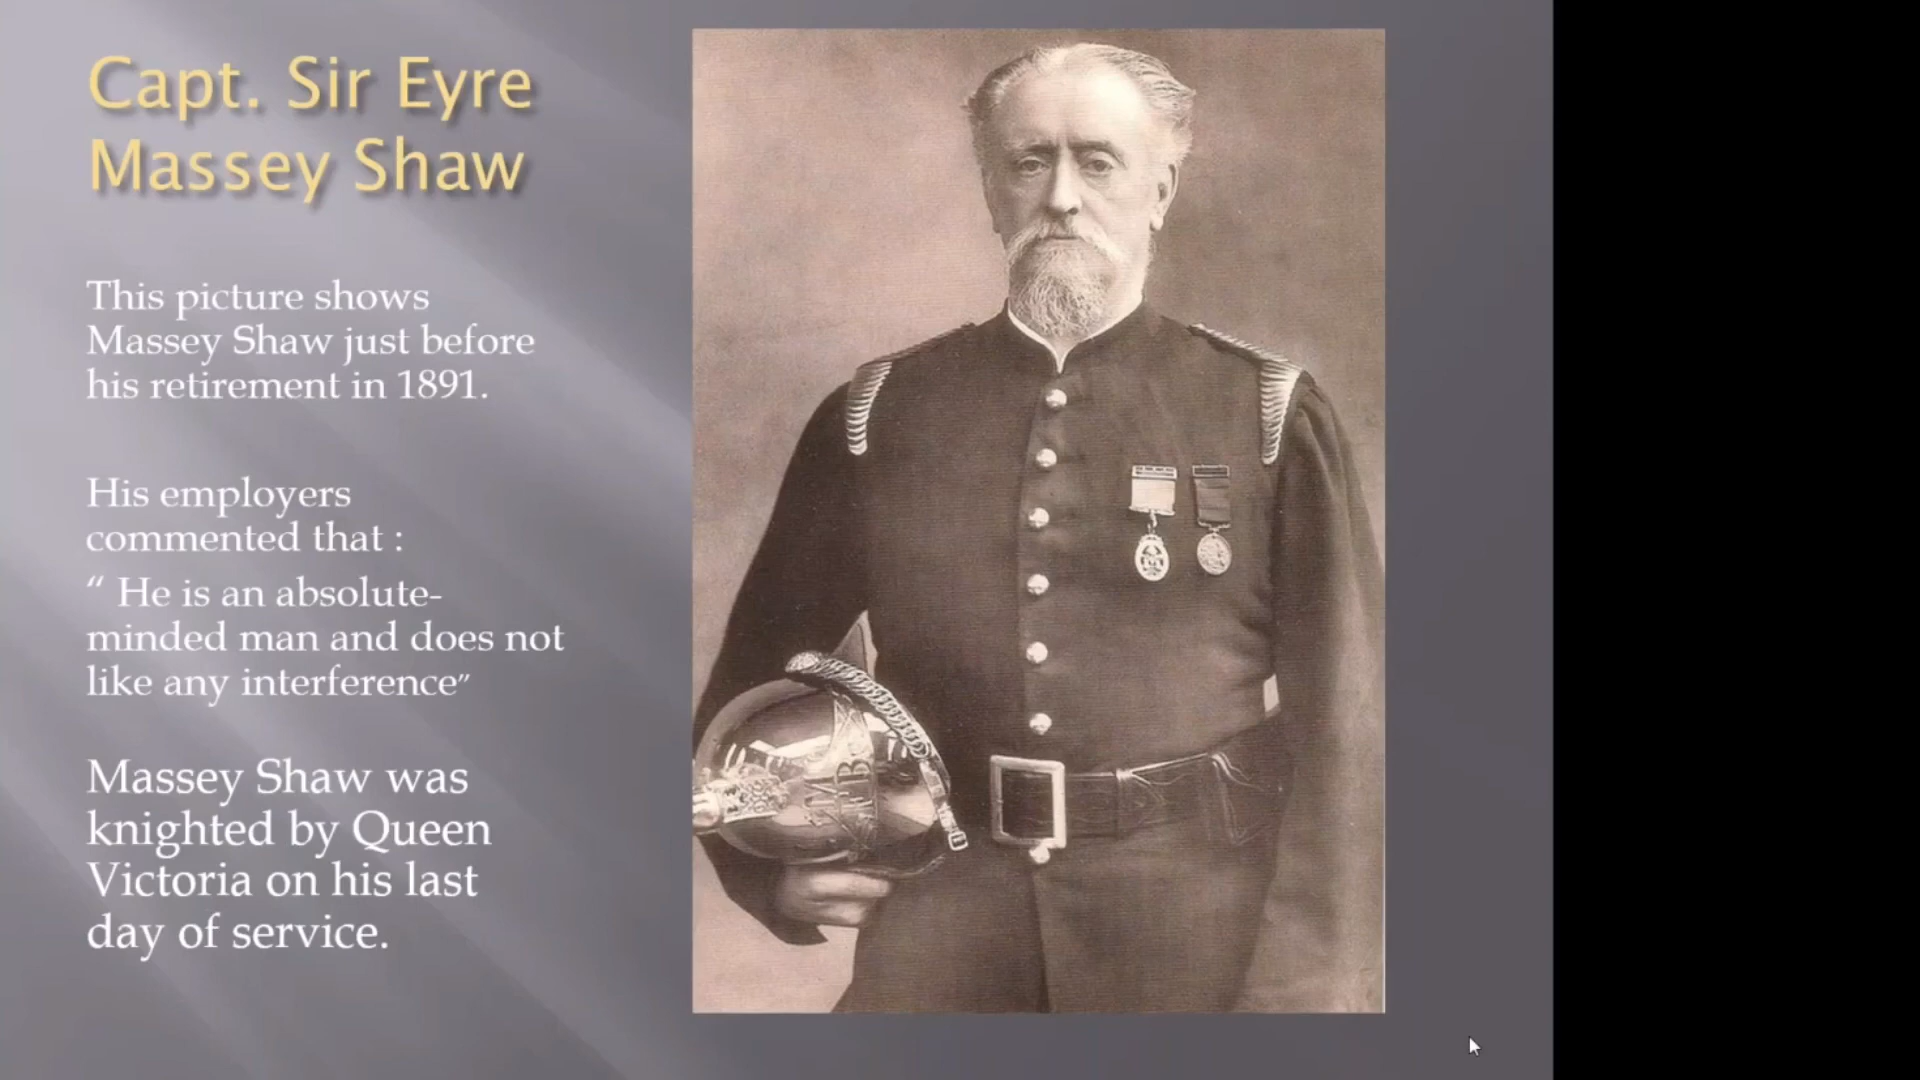 Capt. Sir Eyre
Massey Shaw
This picture shows
Massey Shaw just before
his retirement in 1891.
His employers
commented that :
“ He is an absolute-
minded man and does not
like any interference”
Massey Shaw was
knighted by Queen
Victoria on his last
day of service.
MFB